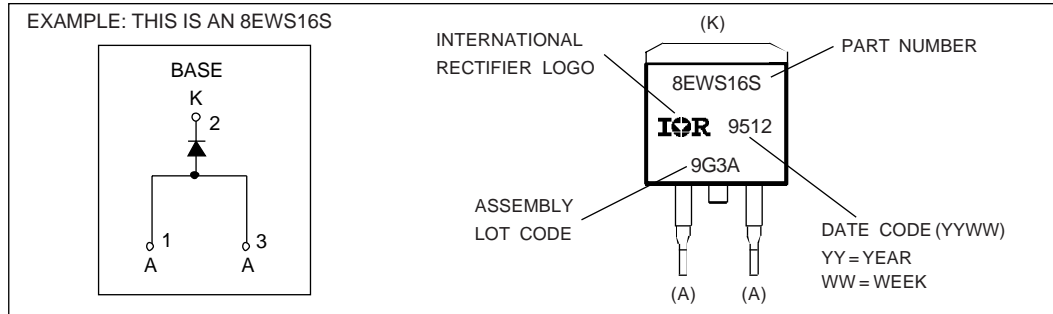 EXAMPLE: THIS IS AN 8EWS16S
BASE
K
2
1
3
A
A
INTERNATIONAL
RECTIFIER LOGO
(K)
PART NUMBER
8EWS16S
IOR 9512
9G3A
ASSEMBLY
LOT CODE
DATE CODE (YYWW)
YY = YEAR
WW = WEEK
(A)
(A)